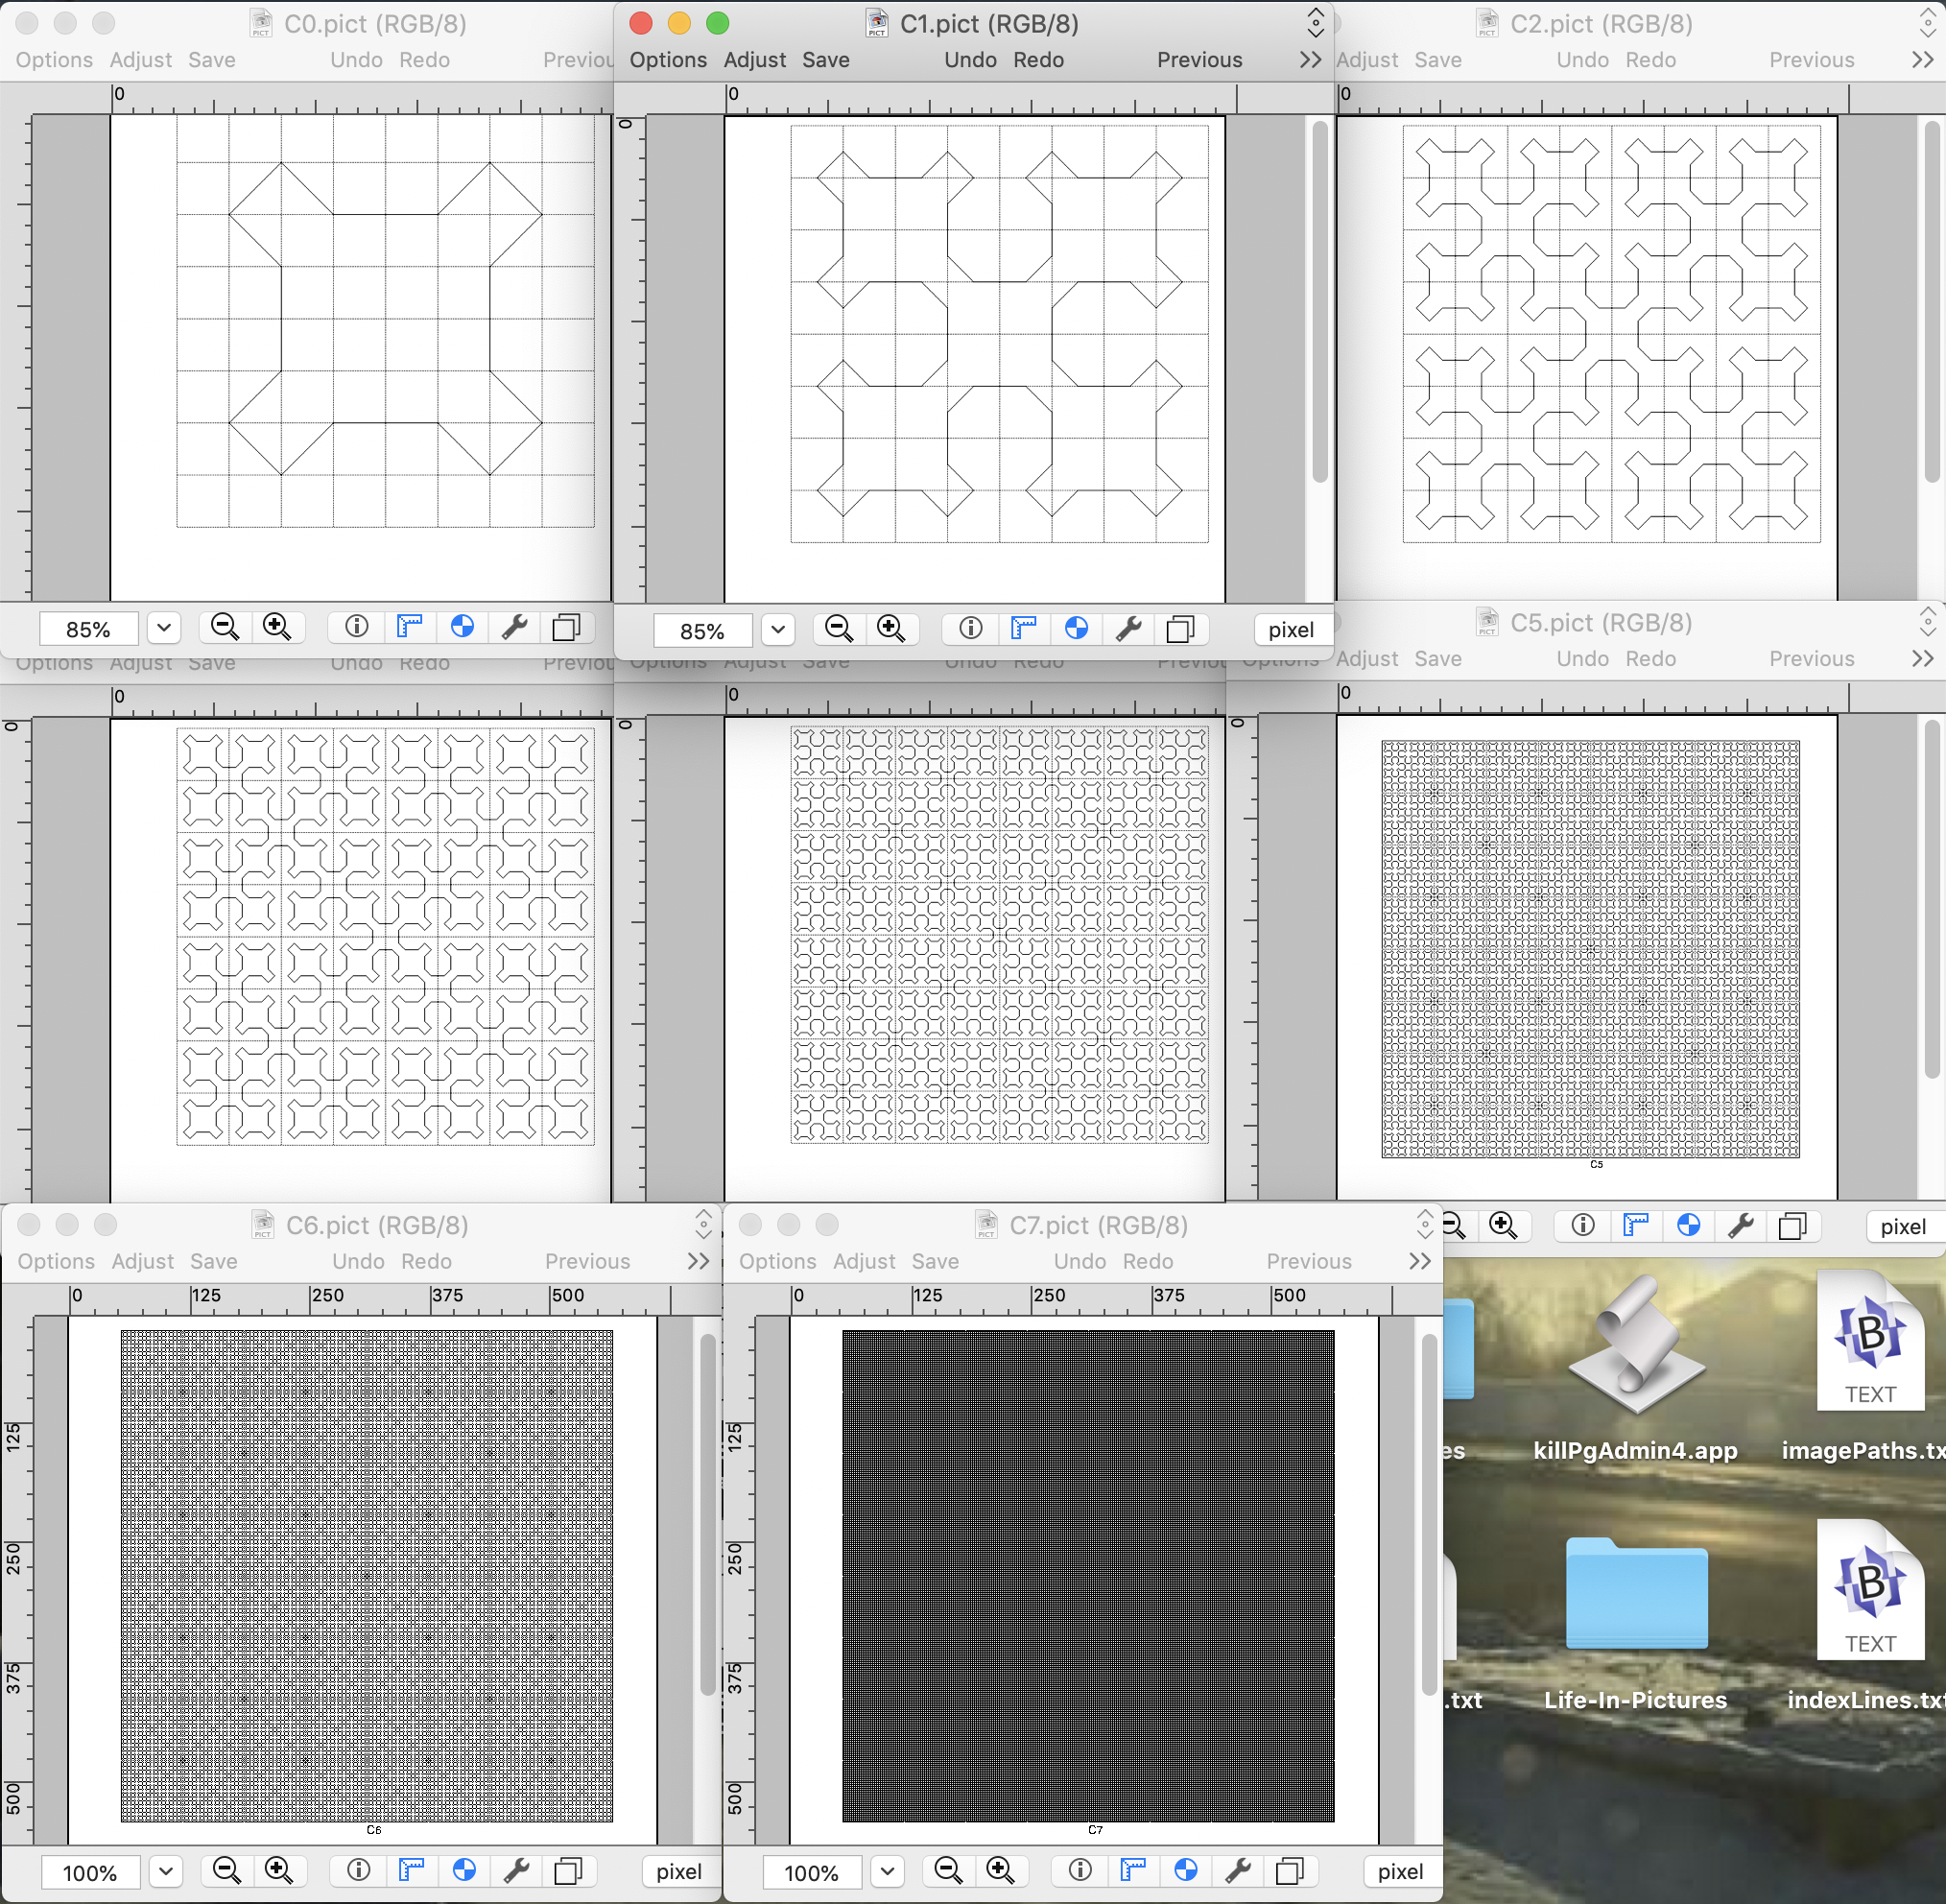 C0.pict (RGB/8)
Options Adjust Save Undo Redo Previou
0
85%
C1.pict (RGB/8)
Options Adjust Save Undo Redo Previous
0
0
85% pixel
C2.pict (RGB/8)
Adjust Save Undo Redo Previous
0
Options Adjust Save Undo Redo Previou
0
0
Options Adjust Save Undo Redo Previ
0
0
C5.pict (RGB/8)
Options Adjust Save Undo Redo Previous
0
0
C5
pixel
C6.pict (RGB/8)
Options Adjust Save Undo Redo Previous
0 125 250 375 500
125
250
375
500
C6
100% pixel
C7.pict (RGB/8)
Options Adjust Save Undo Redo Previous
0 125 250 375 500
125
250
375
500
C7
100% pixel
TEXT
es killPgAdmin4.app imagePaths.tx
TEXT
.txt Life-In-Pictures indexLines.txt